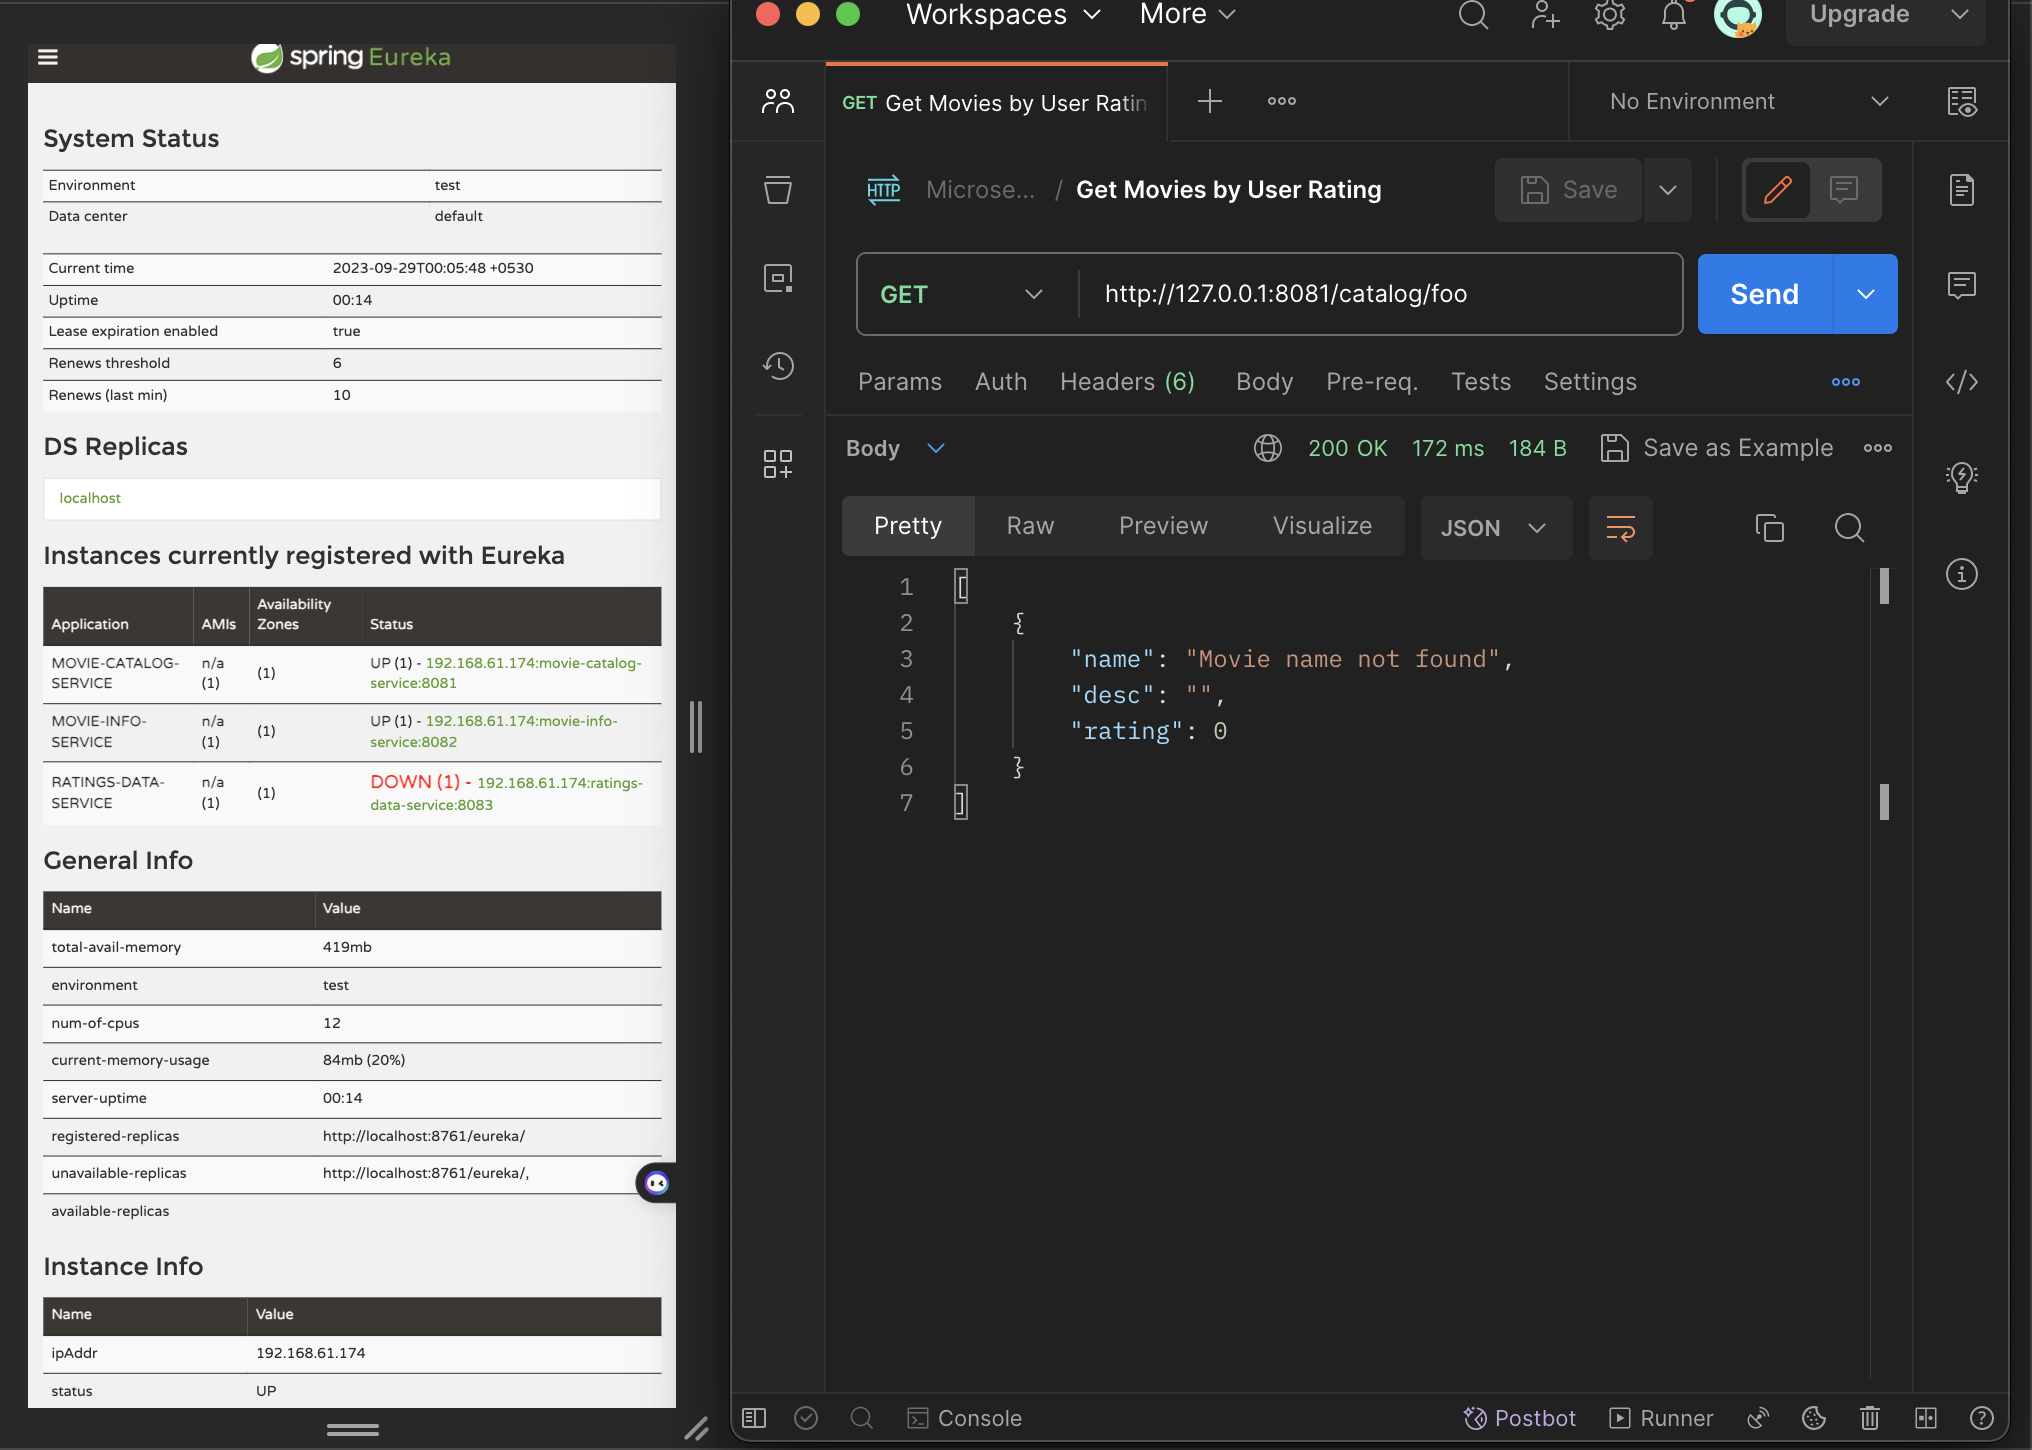 spring Eureka
System Status
Environment test
Data center default
Current time 2023-09-29T00:05:48 +0530
Uptime 00:14
Lease expiration enabled true
Renews threshold 6
Renews (last min) 10
DS Replicas
localhost
Instances currently registered with Eureka
Application AMIs Availability Zones Status
MOVIE-CATALOG-SERVICE n/a (1) (1) UP (1) - 192.168.61.174:movie-catalog-service:8081
MOVIE-INFO-SERVICE n/a (1) (1) UP (1) - 192.168.61.174:movie-info-service:8082
RATINGS-DATA-SERVICE n/a (1) (1) DOWN (1) - 192.168.61.174:ratings-data-service:8083
General Info
Name Value
total-avail-memory 419mb
environment test
num-of-cpus 12
current-memory-usage 84mb (20%)
server-uptime 00:14
registered-replicas http://localhost:8761/eureka/
unavailable-replicas http://localhost:8761/eureka/,
available-replicas
Instance Info
Name Value
ipAddr 192.168.61.174
status UP
Workspaces More Upgrade
GET Get Movies by User Ratin
No Environment
HTTP Microse... / Get Movies by User Rating Save
GET http://127.0.0.1:8081/catalog/foo Send
Params Auth Headers (6) Body Pre-req. Tests Settings
Body 200 OK 172 ms 184 B Save as Example
Pretty Raw Preview Visualize JSON
1 [
2 {
3 "name": "Movie name not found",
4 "desc": "",
5 "rating": 0
6 }
7 ]
Console Postbot Runner